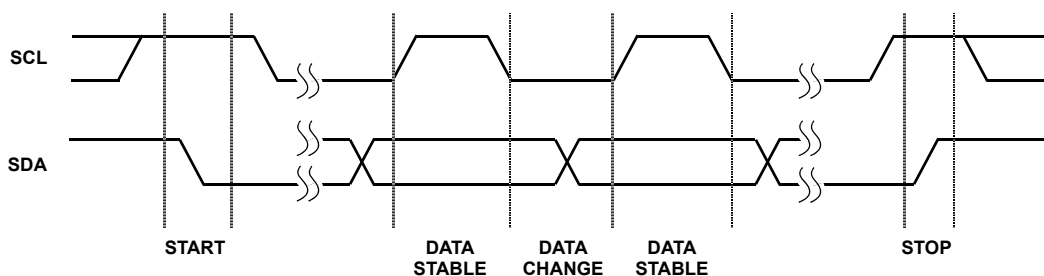 SCL
SDA
START
DATA
STABLE
DATA
CHANGE
DATA
STABLE
STOP